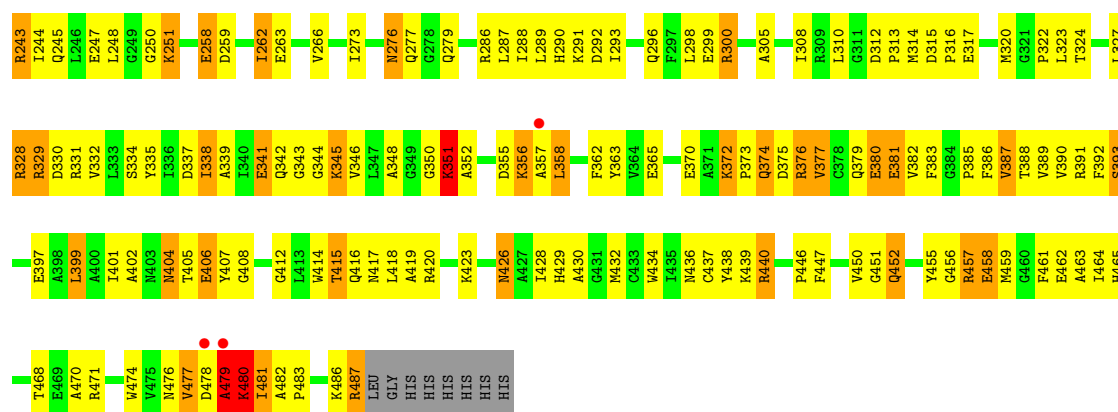 R243 I244 Q245 L246 E247 L248 G249 G250 K251 E258 D259 I262 E263 V266 I273 N276 Q277 G278 Q279 R286 L287 I288 L289 H290 K291 D292 I293 Q296 F297 L298 E299 R300 A305 I308 R309 L310 G311 D312 P313 M314 D315 P316 E317 M320 G321 P322 L323 T324 L327
R328 R329 D330 R331 V332 L333 S334 Y335 I336 D337 I338 A339 I340 E341 Q342 G343 G344 K345 V346 L347 A348 G349 G350 K351 A352 D355 K356 A357 L358 F362 Y363 V364 E365 E370 A371 K372 P373 Q374 D375 R376 V377 C378 Q379 E380 E381 V382 F383 G384 P385 F386 V387 T388 V389 V390 R391 F392 S393
E397 A398 L399 A400 I401 A402 N403 N404 T405 E406 Y407 G408 G412 L413 W414 T415 Q416 N417 L418 A419 R420 K423 N426 A427 I428 H429 A430 G431 M432 C433 W434 I435 N436 C437 Y438 K439 R440 P446 F447 V450 G451 Q452 Y455 G456 R457 E458 M459 G460 F461 E462 A463 I464 H465
T468 E469 A470 R471 W474 V475 N476 V477 D478 A479 K480 I481 A482 P483 K486 R487 LEU GLY HIS HIS HIS HIS HIS HIS